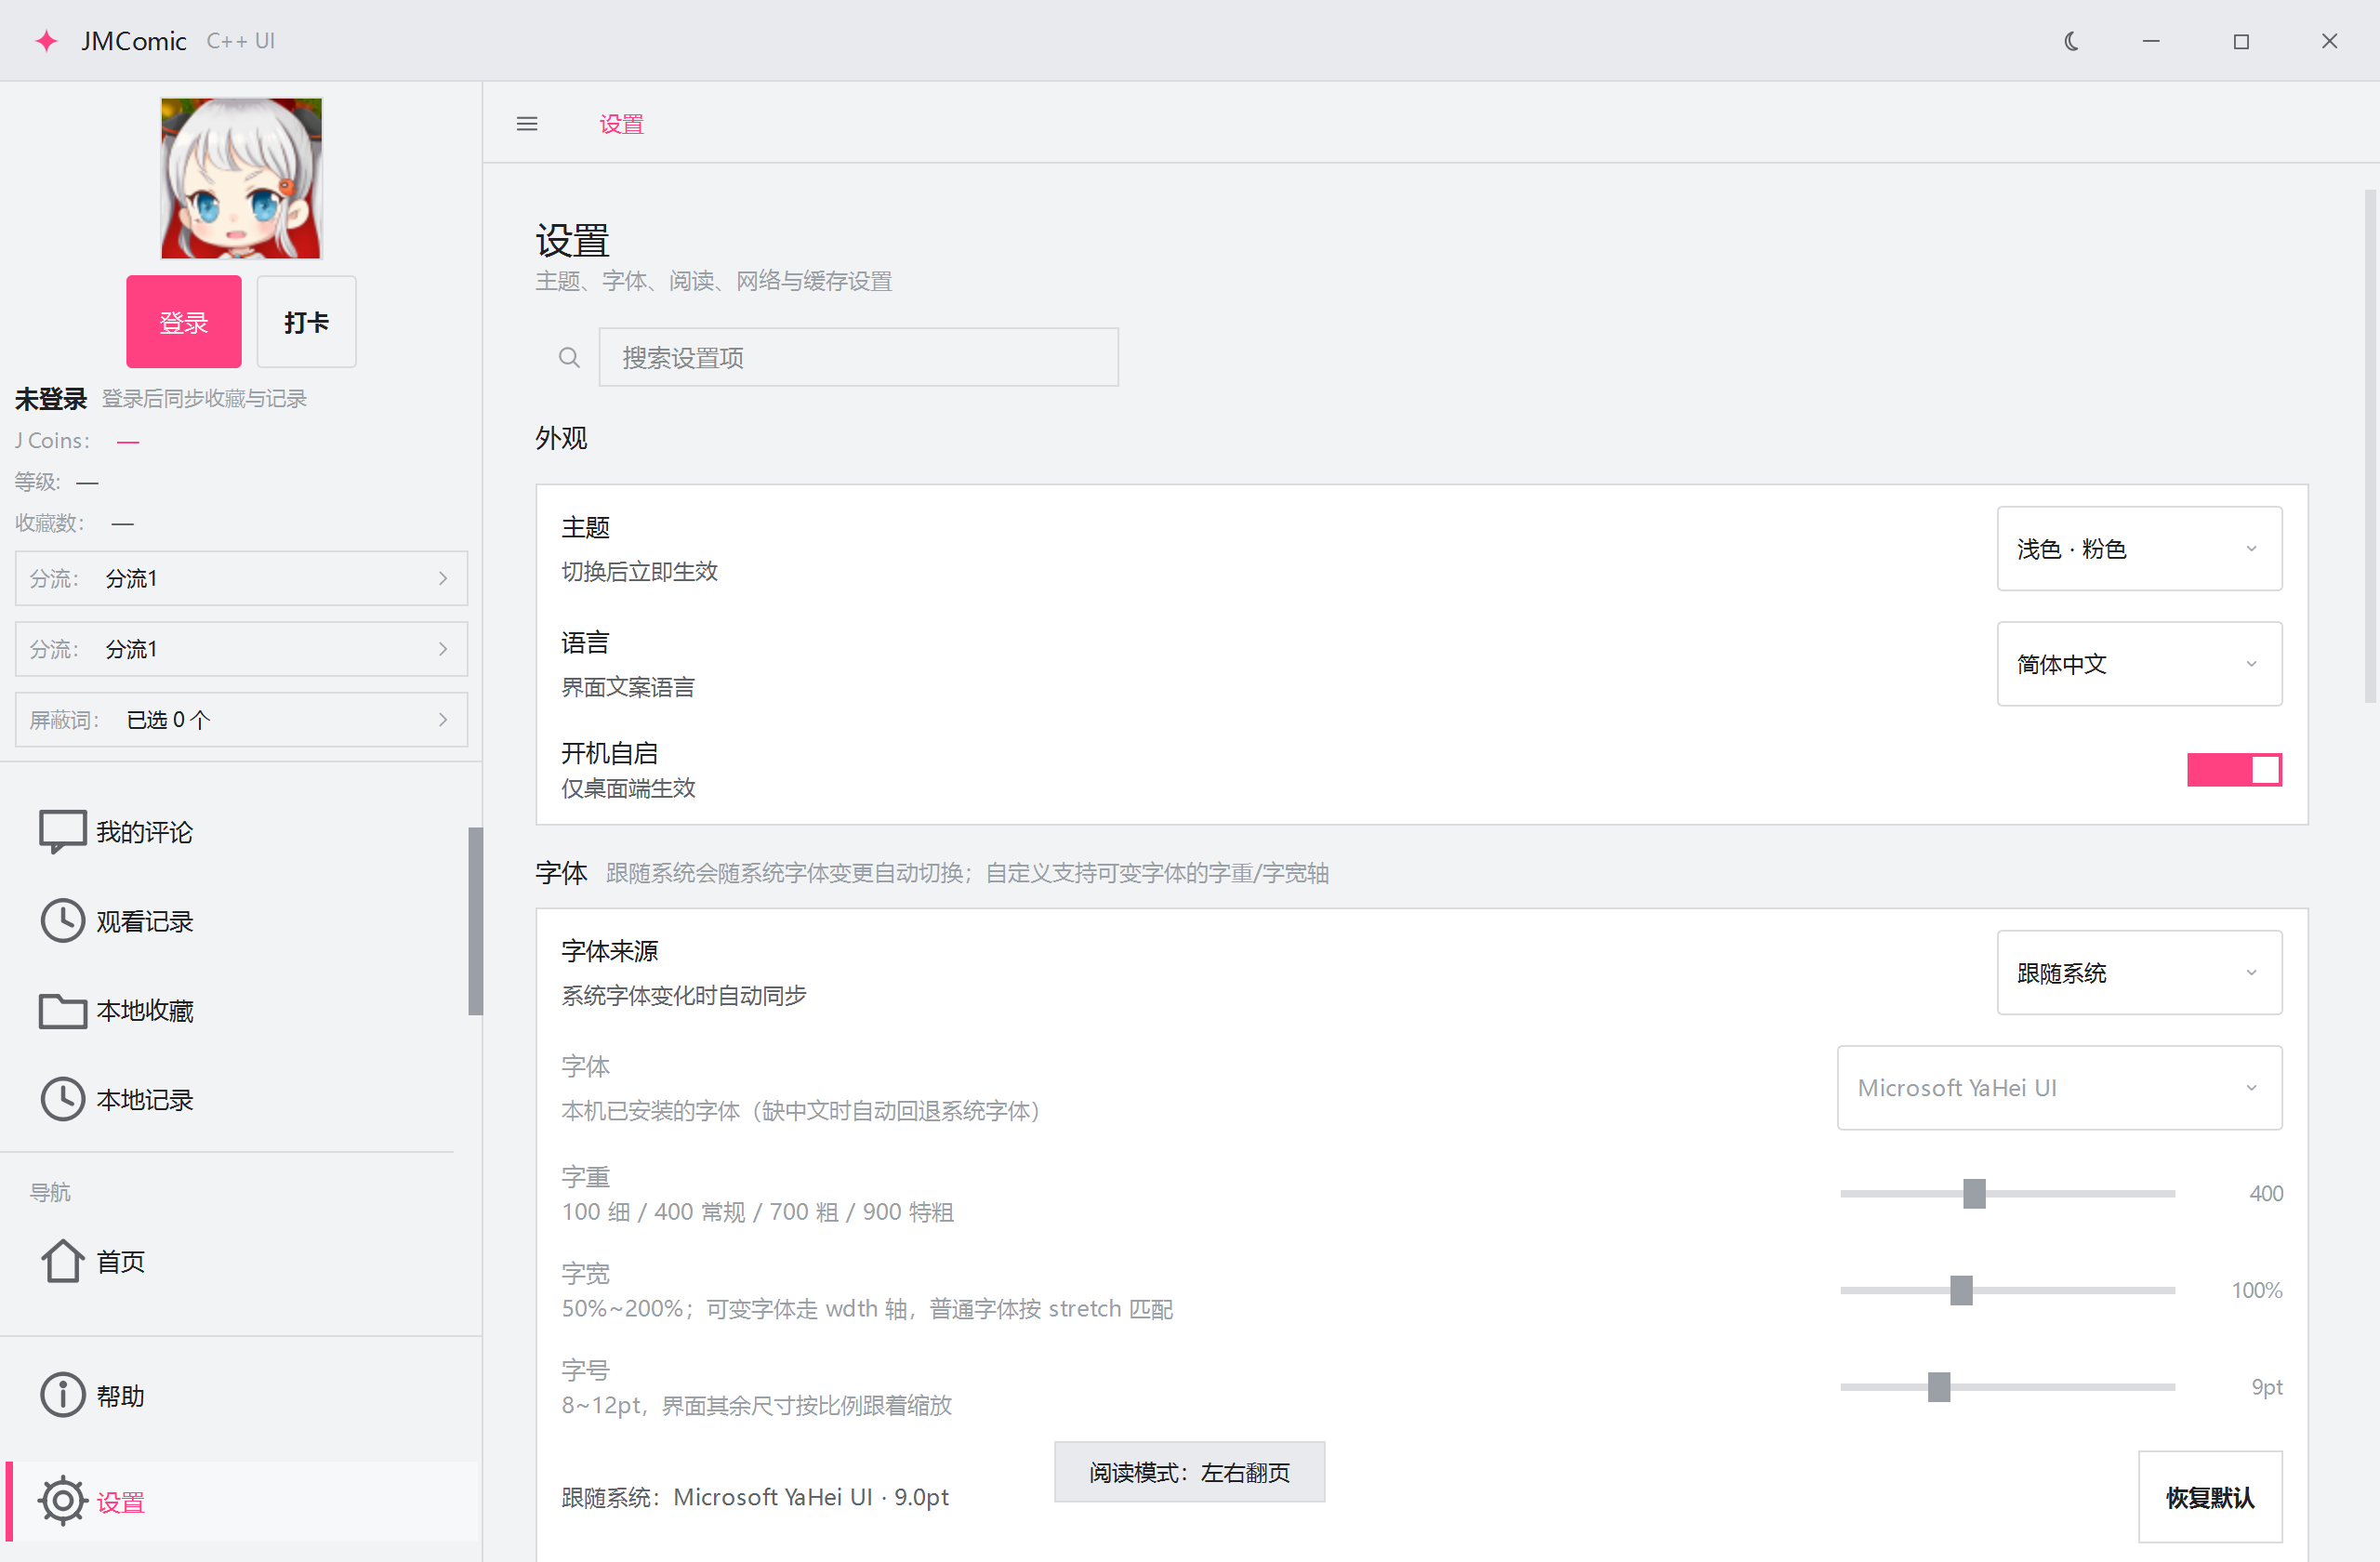 JMComic C++ UI
登录
打卡
未登录 登录后同步收藏与记录
J Coins: —
等级: —
收藏数: —
分流: 分流1
分流: 分流1
屏蔽词: 已选 0 个
我的评论
观看记录
本地收藏
本地记录
导航
首页
帮助
设置
设置
设置
主题、字体、阅读、网络与缓存设置
搜索设置项
外观
主题
切换后立即生效
浅色 · 粉色
语言
界面文案语言
简体中文
开机自启
仅桌面端生效
字体 跟随系统会随系统字体变更自动切换；自定义支持可变字体的字重/字宽轴
字体来源
系统字体变化时自动同步
跟随系统
字体
本机已安装的字体（缺中文时自动回退系统字体）
Microsoft YaHei UI
字重
100 细 / 400 常规 / 700 粗 / 900 特粗
400
字宽
50%~200%；可变字体走 wdth 轴，普通字体按 stretch 匹配
100%
字号
8~12pt，界面其余尺寸按比例跟着缩放
9pt
跟随系统：Microsoft YaHei UI · 9.0pt
阅读模式：左右翻页
恢复默认